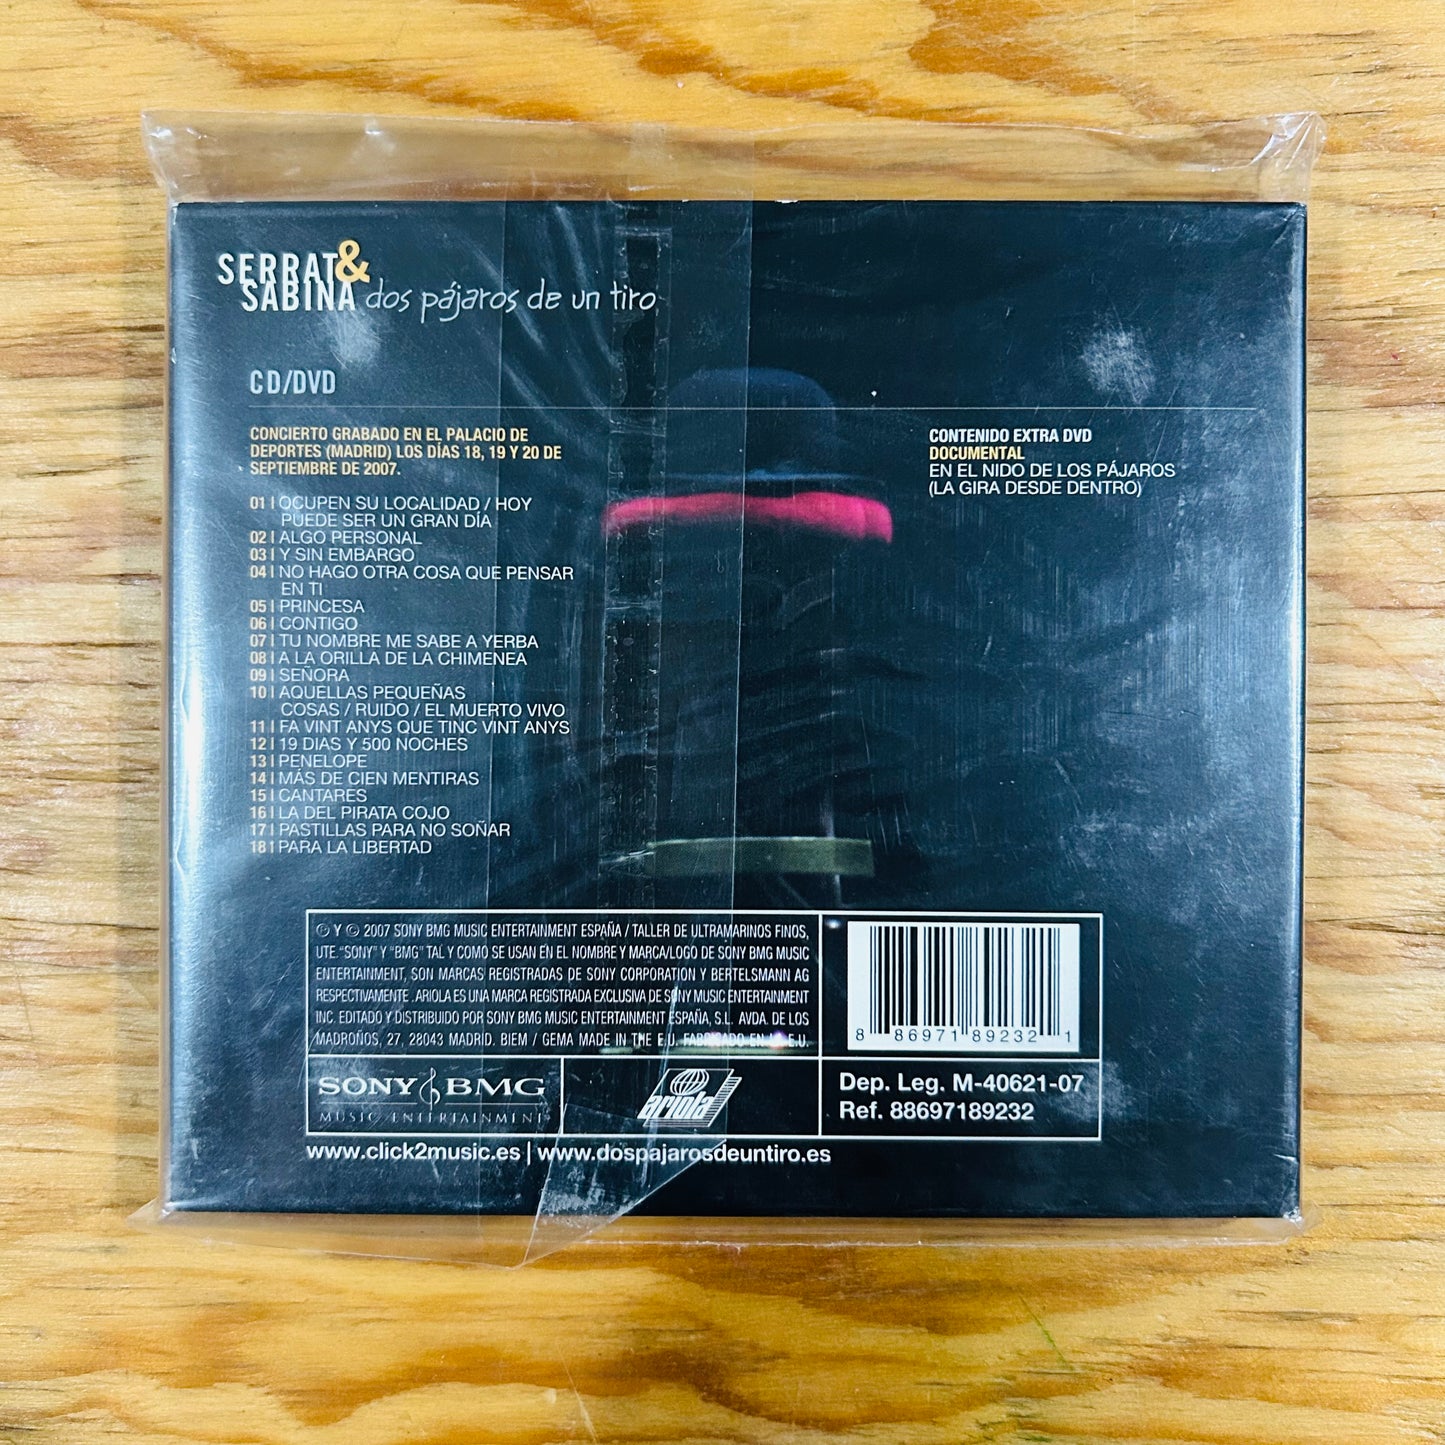 SERRAT &
SABINA dos pájaros de un tiro
CD/DVD
CONCIERTO GRABADO EN EL PALACIO DE
DEPORTES (MADRID) LOS DÍAS 18, 19 Y 20 DE
SEPTIEMBRE DE 2007.
01 | OCUPEN SU LOCALIDAD / HOY
PUEDE SER UN GRAN DÍA
02 | ALGO PERSONAL
03 | Y SIN EMBARGO
04 | NO HAGO OTRA COSA QUE PENSAR
EN TI
05 | PRINCESA
06 | CONTIGO
07 | TU NOMBRE ME SABE A YERBA
08 | A LA ORILLA DE LA CHIMENEA
09 | SEÑORA
10 | AQUELLAS PEQUEÑAS
COSAS / RUIDO / EL MUERTO VIVO
11 | FA VINT ANYS QUE TINC VINT ANYS
12 | 19 DIAS Y 500 NOCHES
13 | PENELOPE
14 | MÁS DE CIEN MENTIRAS
15 | CANTARES
16 | LA DEL PIRATA COJO
17 | PASTILLAS PARA NO SOÑAR
18 | PARA LA LIBERTAD
CONTENIDO EXTRA DVD
DOCUMENTAL
EN EL NIDO DE LOS PÁJAROS
(LA GIRA DESDE DENTRO)
℗ Y © 2007 SONY BMG MUSIC ENTERTAINMENT ESPAÑA / TALLER DE ULTRAMARINOS FINOS,
UTE. "SONY" Y "BMG" TAL Y COMO SE USAN EN EL NOMBRE Y MARCA/LOGO DE SONY BMG MUSIC
ENTERTAINMENT, SON MARCAS REGISTRADAS DE SONY CORPORATION Y BERTELSMANN AG
RESPECTIVAMENTE . ARIOLA ES UNA MARCA REGISTRADA EXCLUSIVA DE SONY MUSIC ENTERTAINMENT
INC. EDITADO Y DISTRIBUIDO POR SONY BMG MUSIC ENTERTAINMENT ESPAÑA, S.L. AVDA. DE LOS
MADROÑOS, 27, 28043 MADRID. BIEM / GEMA MADE IN THE E.U. FABRICADO EN LA E.U.
8 86971 89232 1
SONY BMG
MUSIC ENTERTAINMENT
ariola
Dep. Leg. M-40621-07
Ref. 88697189232
www.click2music.es | www.dospajarosdeuntiro.es